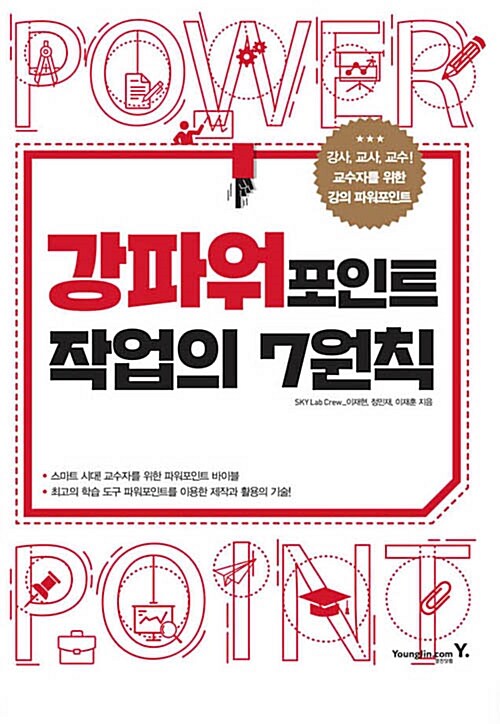 POWER
강사, 교사, 교수!
교수자를 위한
강의 파워포인트
강파워포인트
작업의 7원칙
SKY Lab Crew_이재현, 정민재, 이재훈 지음
• 스마트 시대! 교수자를 위한 파워포인트 바이블
• 최고의 학습 도구 파워포인트를 이용한 제작과 활용의 기술!
POINT
YoungJin.com Y.
영진닷컴